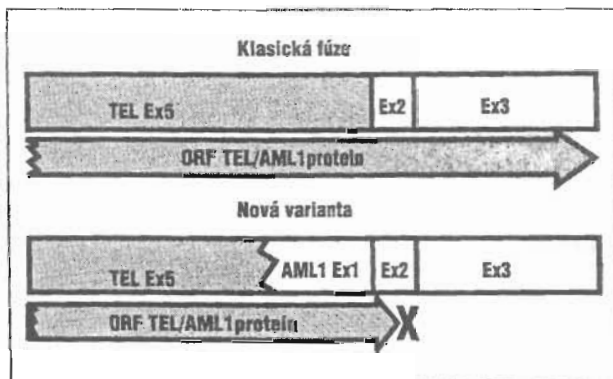 Klasická fúze
TEL Ex5 Ex2 Ex3
ORF TEL/AML1protein
Nová varianta
TEL Ex5 AML1 Ex1 Ex2 Ex3
ORF TEL/AML1protein X